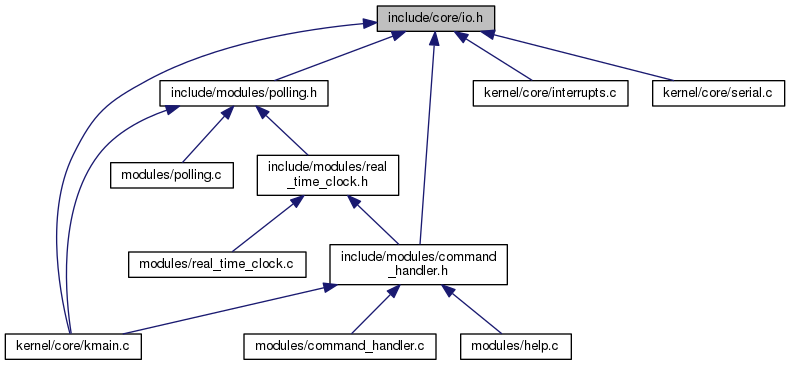 include/core/io.h
include/modules/polling.h
kernel/core/interrupts.c
kernel/core/serial.c
modules/polling.c
include/modules/real
_time_clock.h
modules/real_time_clock.c
include/modules/command
_handler.h
kernel/core/kmain.c
modules/command_handler.c
modules/help.c